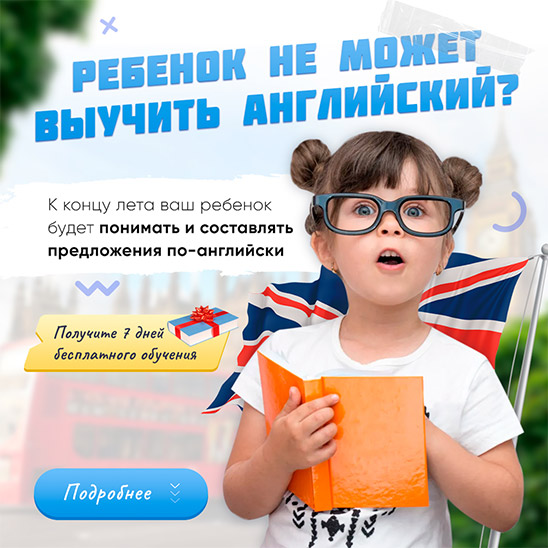 РЕБЕНОК НЕ МОЖЕТ
ВЫУЧИТЬ АНГЛИЙСКИЙ?
К концу лета ваш ребенок
будет понимать и составлять
предложения по-английски
Получите 7 дней
бесплатного обучения
Подробнее